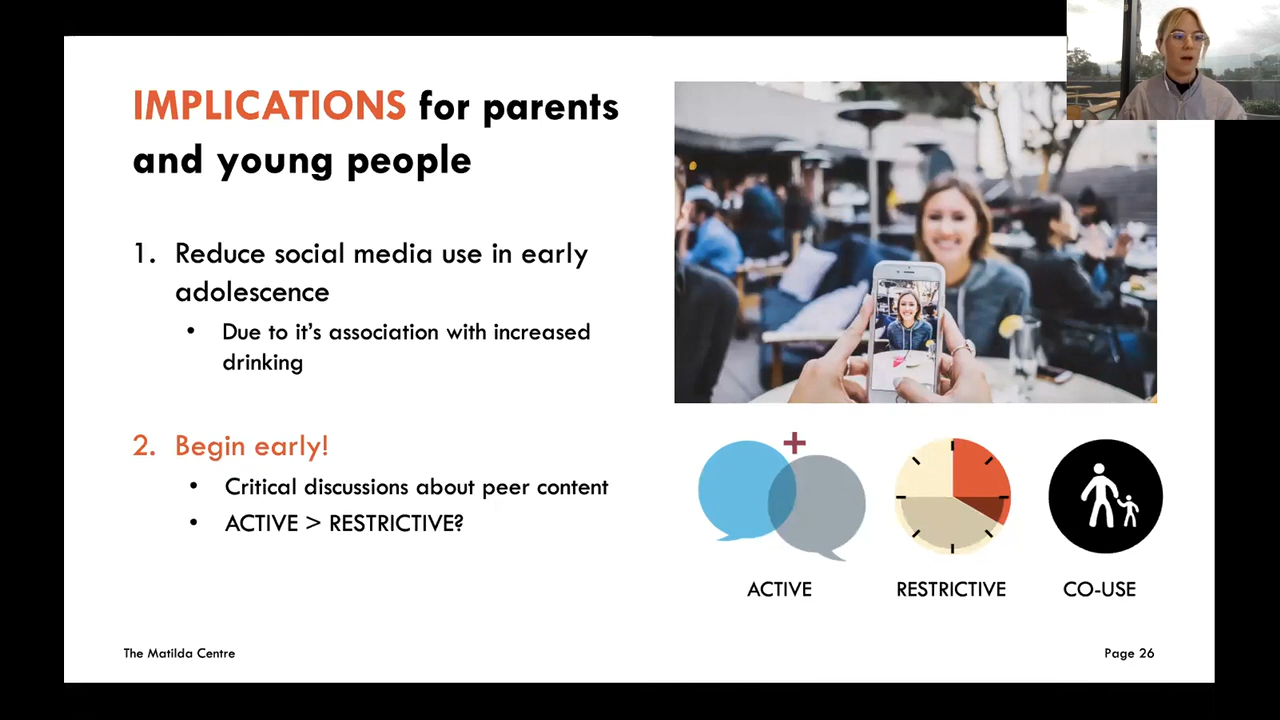 IMPLICATIONS for parents
and young people
1. Reduce social media use in early
adolescence
• Due to it's association with increased
drinking
2. Begin early!
• Critical discussions about peer content
• ACTIVE > RESTRICTIVE?
ACTIVE
RESTRICTIVE
CO-USE
The Matilda Centre
Page 26